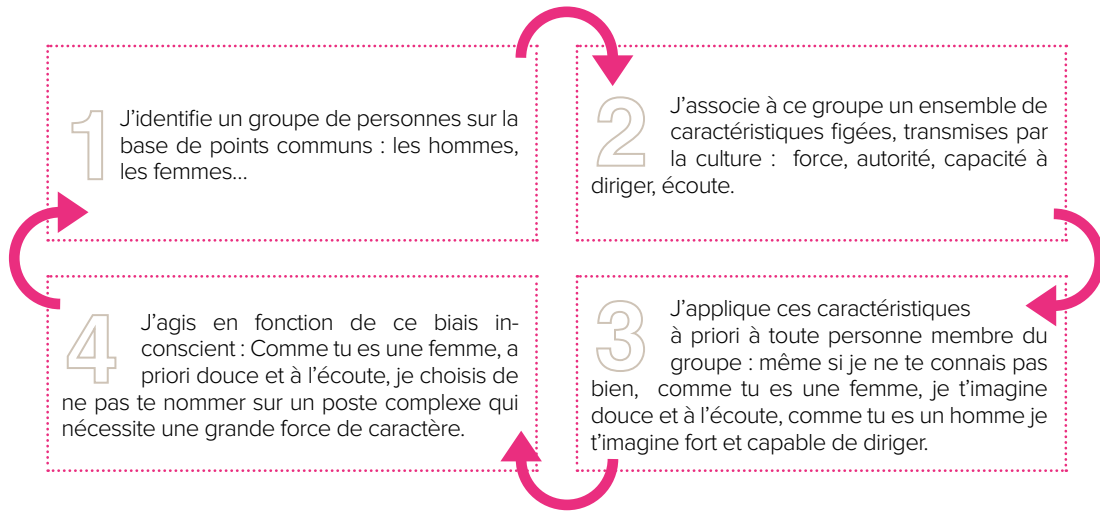 1
J’identifie un groupe de personnes sur la
base de points communs : les hommes,
les femmes...
2
J’associe à ce groupe un ensemble de
caractéristiques figées, transmises par
la culture : force, autorité, capacité à
diriger, écoute.
3
J’applique ces caractéristiques
à priori à toute personne membre du
groupe : même si je ne te connais pas
bien, comme tu es une femme, je t’imagine
douce et à l’écoute, comme tu es un homme je
t’imagine fort et capable de diriger.
4
J’agis en fonction de ce biais in-
conscient : Comme tu es une femme, a
priori douce et à l’écoute, je choisis de
ne pas te nommer sur un poste complexe qui
nécessite une grande force de caractère.